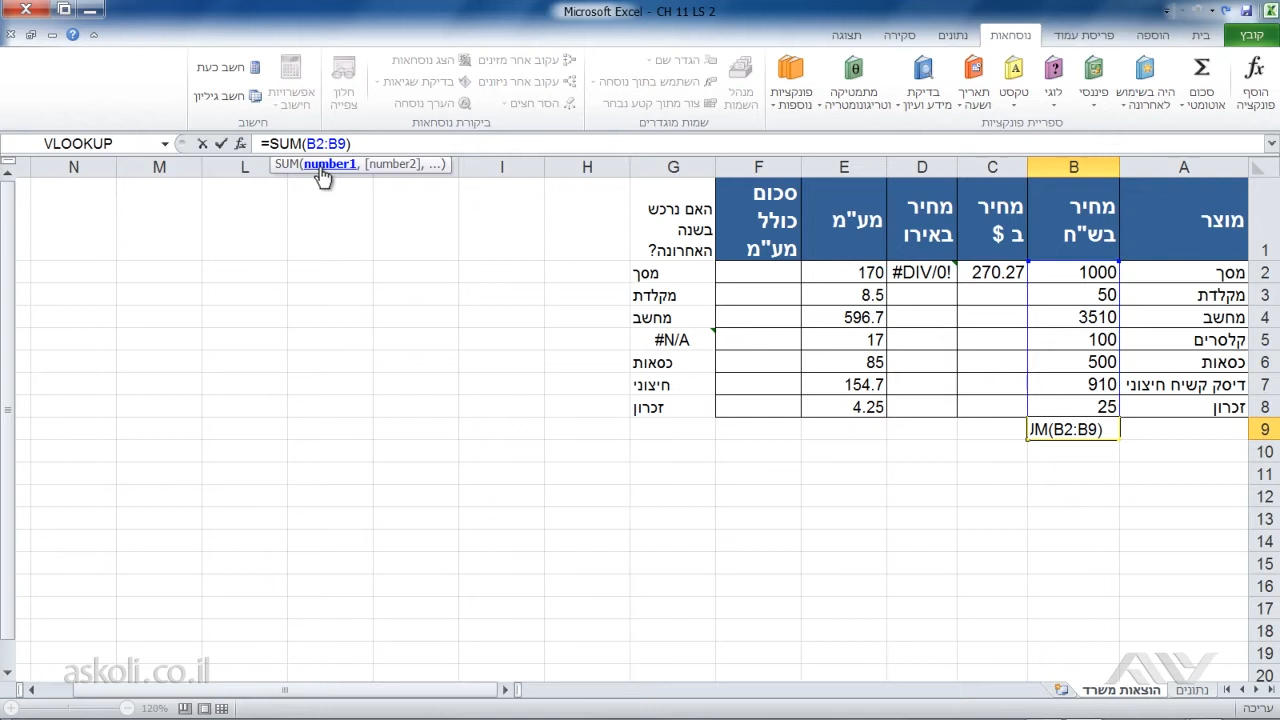 Microsoft Excel - CH 11 LS 2
קובץ בית הוספה פריסת עמוד נוסחאות נתונים סקירה תצוגה
הוסף פונקציה
סכום אוטומטי
היה בשימוש לאחרונה
פיננסי
לוגי
טקסט
תאריך ושעה
בדיקת מידע ועיון
מתמטיקה וטריגונומטריה
פונקציות נוספות
מנהל השמות
הגדר שם
השתמש בתוך נוסחה
צור מתוך קטע נבחר
עקוב אחר מזינים
עקוב אחר ניזונים
הסר חצים
הצג נוסחאות
בדיקת שגיאות
הערך נוסחה
חלון צפייה
אפשרויות חישוב
חשב כעת
חשב גיליון
ספריית פונקציות
שמות מוגדרים
ביקורת נוסחאות
חישוב
VLOOKUP fx =SUM(B2:B9)
SUM(number1, [number2], ...)
A B C D E F G H I L M N
1 מוצר מחיר בש"ח מחיר ב $ מחיר באירו מע"מ סכום כולל מע"מ האם נרכש בשנה האחרונה?
2 מסך 1000 270.27 #DIV/0! 170 מסך
3 מקלדת 50 8.5 מקלדת
4 מחשב 3510 596.7 מחשב
5 קלסרים 100 17 #N/A
6 כסאות 500 85 כסאות
7 דיסק קשיח חיצוני 910 154.7 חיצוני
8 זכרון 25 4.25 זכרון
9 UM(B2:B9)
10
11
12
13
14
15
16
17
18
19
20
askoli.co.il
נתונים הוצאות משרד
עריכה
120%